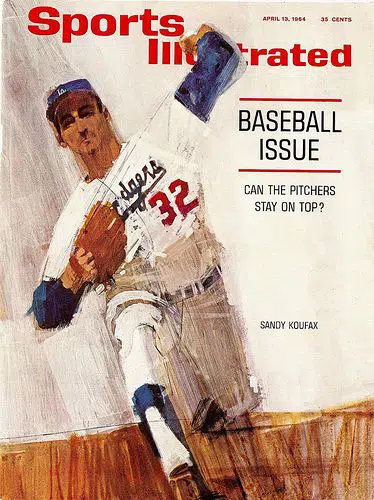 Sports
Illustrated
APRIL 13, 1964 35 CENTS
BASEBALL
ISSUE
CAN THE PITCHERS
STAY ON TOP?
LA
Dodgers
32
SANDY KOUFAX